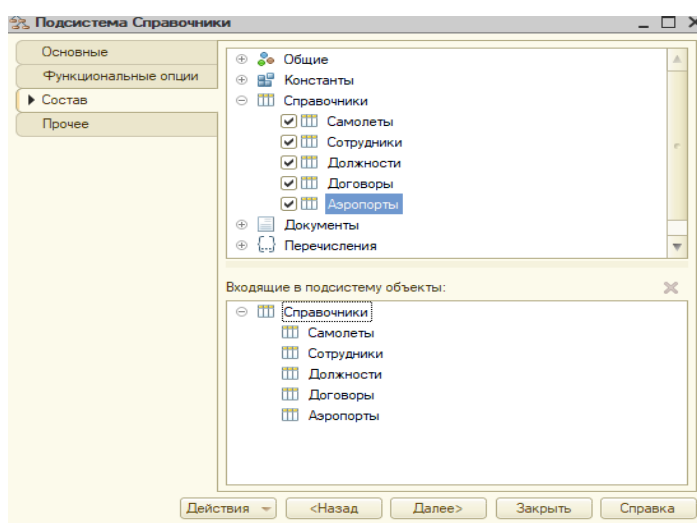 Подсистема Справочники
Основные
Функциональные опции
Состав
Прочее
Общие
Константы
Справочники
Самолеты
Сотрудники
Должности
Договоры
Аэропорты
Документы
Перечисления
Входящие в подсистему объекты:
Справочники
Самолеты
Сотрудники
Должности
Договоры
Аэропорты
Действия <Назад Далее> Закрыть Справка